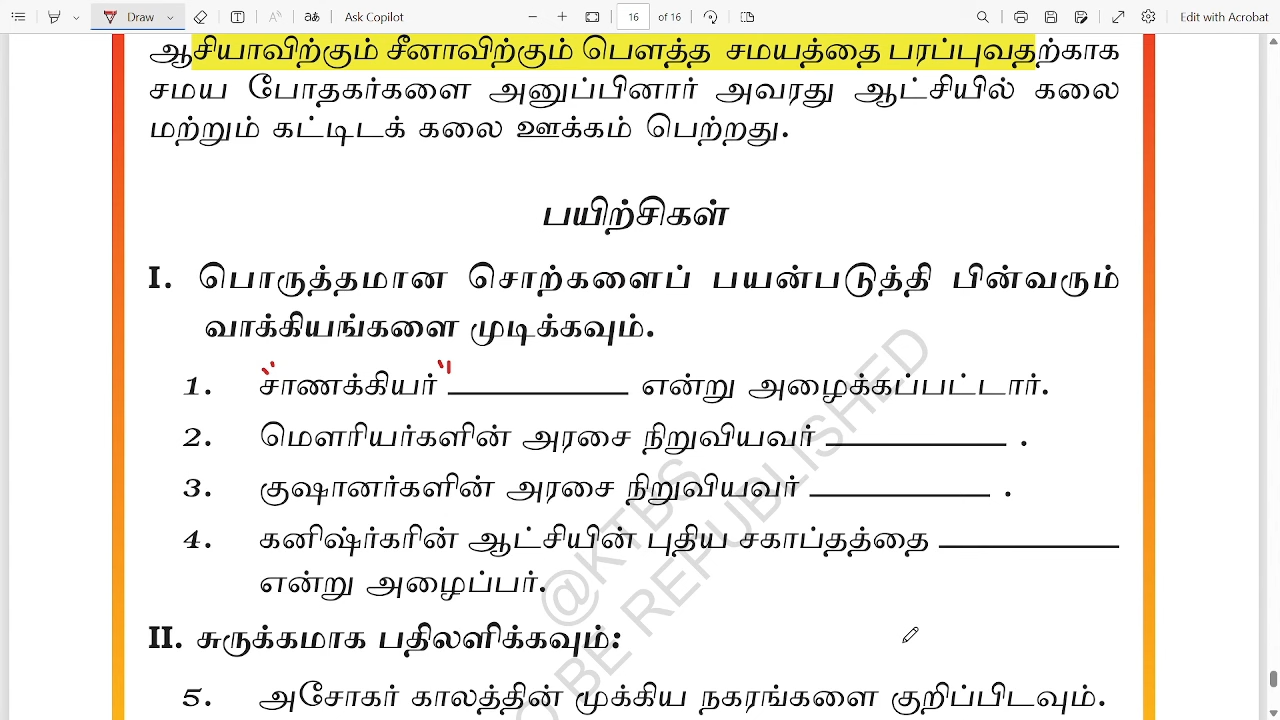 Draw
Ask Copilot
16 of 16
Edit with Acrobat
ஆசியாவிற்கும் சீனாவிற்கும் பௌத்த சமயத்தை பரப்புவதற்காக
சமய போதகர்களை அனுப்பினார் அவரது ஆட்சியில் கலை
மற்றும் கட்டிடக் கலை ஊக்கம் பெற்றது.
பயிற்சிகள்
I. பொருத்தமான சொற்களைப் பயன்படுத்தி பின்வரும்
வாக்கியங்களை முடிக்கவும்.
1. சாணக்கியர் ____________ என்று அழைக்கப்பட்டார்.
2. மௌரியர்களின் அரசை நிறுவியவர் ____________ .
3. குஷானர்களின் அரசை நிறுவியவர் ____________ .
4. கனிஷ்ர்கரின் ஆட்சியின் புதிய சகாப்தத்தை ____________
என்று அழைப்பர்.
II. சுருக்கமாக பதிலளிக்கவும்:
5. அசோகர் காலத்தின் முக்கிய நகரங்களை குறிப்பிடவும்.
@KTBS
O BE REPUBLISHED